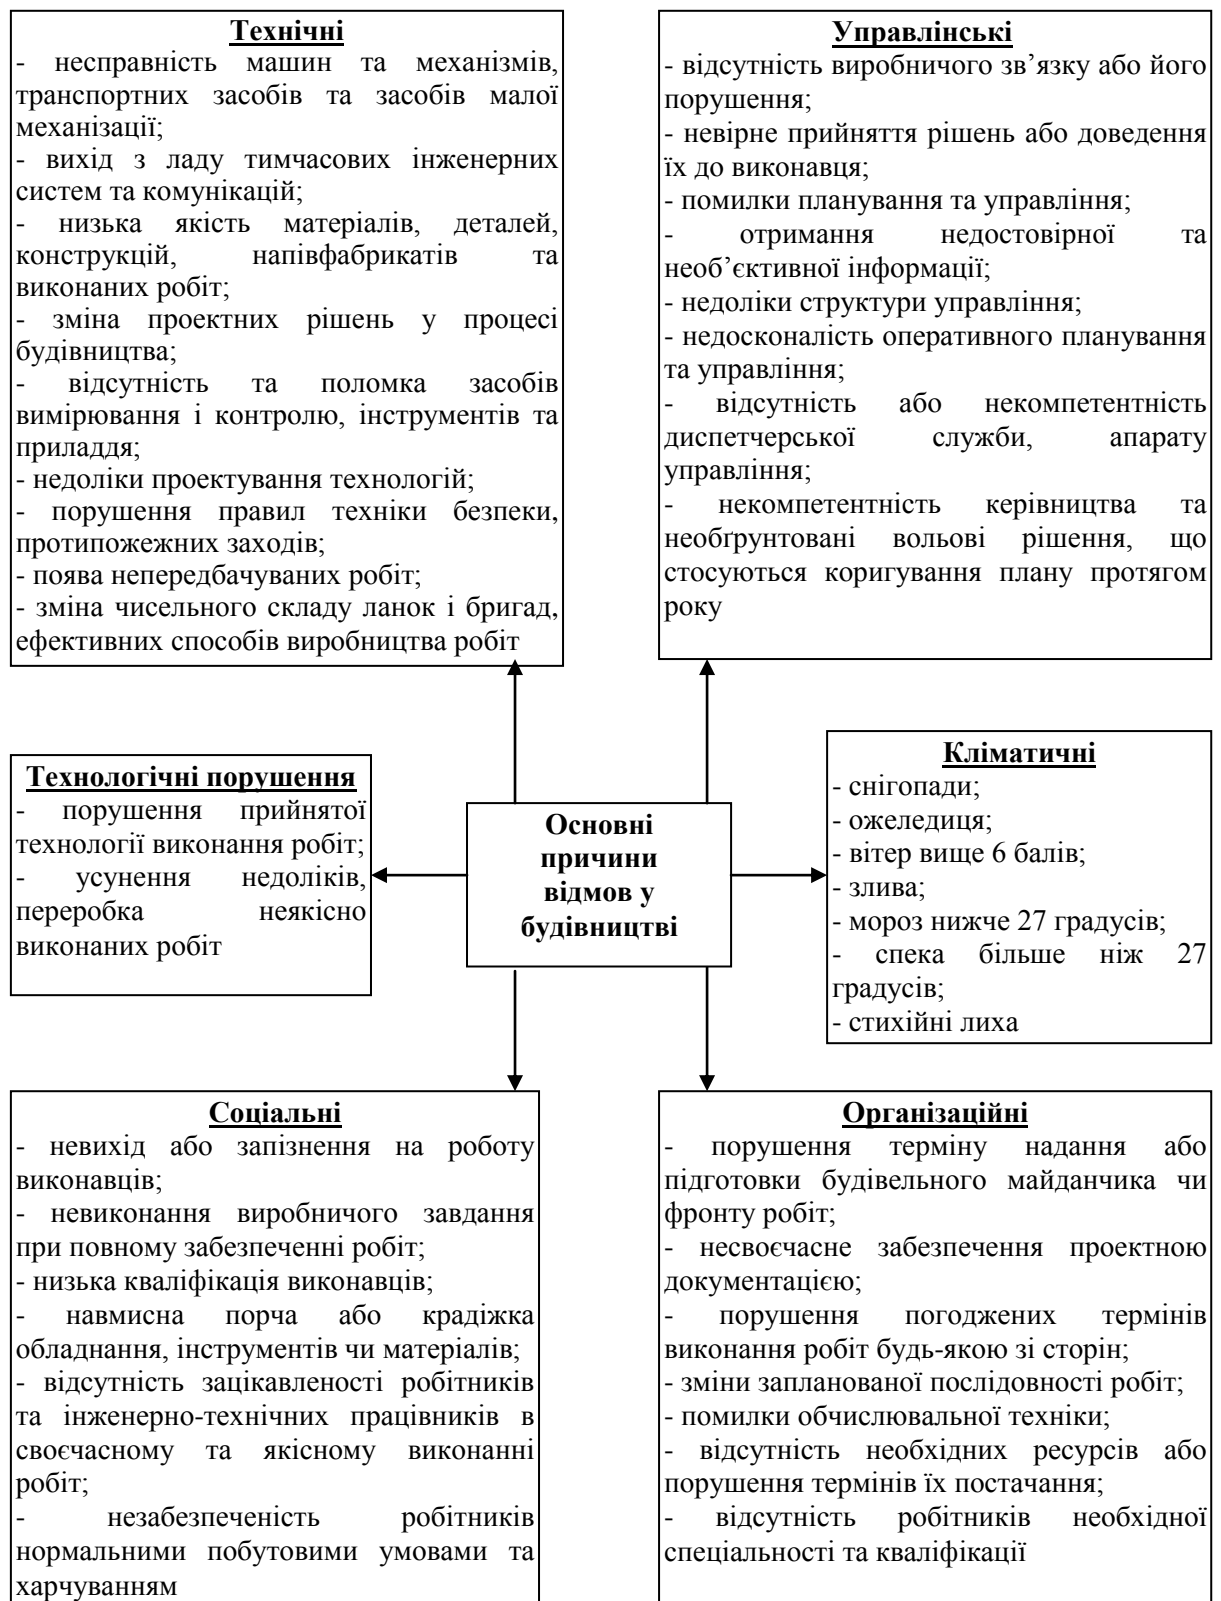 Технічні
- несправність машин та механізмів,
транспортних засобів та засобів малої
механізації;
- вихід з ладу тимчасових інженерних
систем та комунікацій;
- низька якість матеріалів, деталей,
конструкцій, напівфабрикатів та
виконаних робіт;
- зміна проектних рішень у процесі
будівництва;
- відсутність та поломка засобів
вимірювання і контролю, інструментів та
приладдя;
- недоліки проектування технологій;
- порушення правил техніки безпеки,
протипожежних заходів;
- поява непередбачуваних робіт;
- зміна чисельного складу ланок і бригад,
ефективних способів виробництва робіт
Управлінські
- відсутність виробничого зв’язку або його
порушення;
- невірне прийняття рішень або доведення
їх до виконавця;
- помилки планування та управління;
- отримання недостовірної та
необ’єктивної інформації;
- недоліки структури управління;
- недосконалість оперативного планування
та управління;
- відсутність або некомпетентність
диспетчерської служби, апарату
управління;
- некомпетентність керівництва та
необґрунтовані вольові рішення, що
стосуються коригування плану протягом
року
Технологічні порушення
- порушення прийнятої
технології виконання робіт;
- усунення недоліків,
переробка неякісно
виконаних робіт
Основні
причини
відмов у
будівництві
Кліматичні
- снігопади;
- ожеледиця;
- вітер вище 6 балів;
- злива;
- мороз нижче 27 градусів;
- спека більше ніж 27
градусів;
- стихійні лиха
Соціальні
- невихід або запізнення на роботу
виконавців;
- невиконання виробничого завдання
при повному забезпеченні робіт;
- низька кваліфікація виконавців;
- навмисна порча або крадіжка
обладнання, інструментів чи матеріалів;
- відсутність зацікавленості робітників
та інженерно-технічних працівників в
своєчасному та якісному виконанні
робіт;
- незабезпеченість робітників
нормальними побутовими умовами та
харчуванням
Організаційні
- порушення терміну надання або
підготовки будівельного майданчика чи
фронту робіт;
- несвоєчасне забезпечення проектною
документацією;
- порушення погоджених термінів
виконання робіт будь-якою зі сторін;
- зміни запланованої послідовності робіт;
- помилки обчислювальної техніки;
- відсутність необхідних ресурсів або
порушення термінів їх постачання;
- відсутність робітників необхідної
спеціальності та кваліфікації